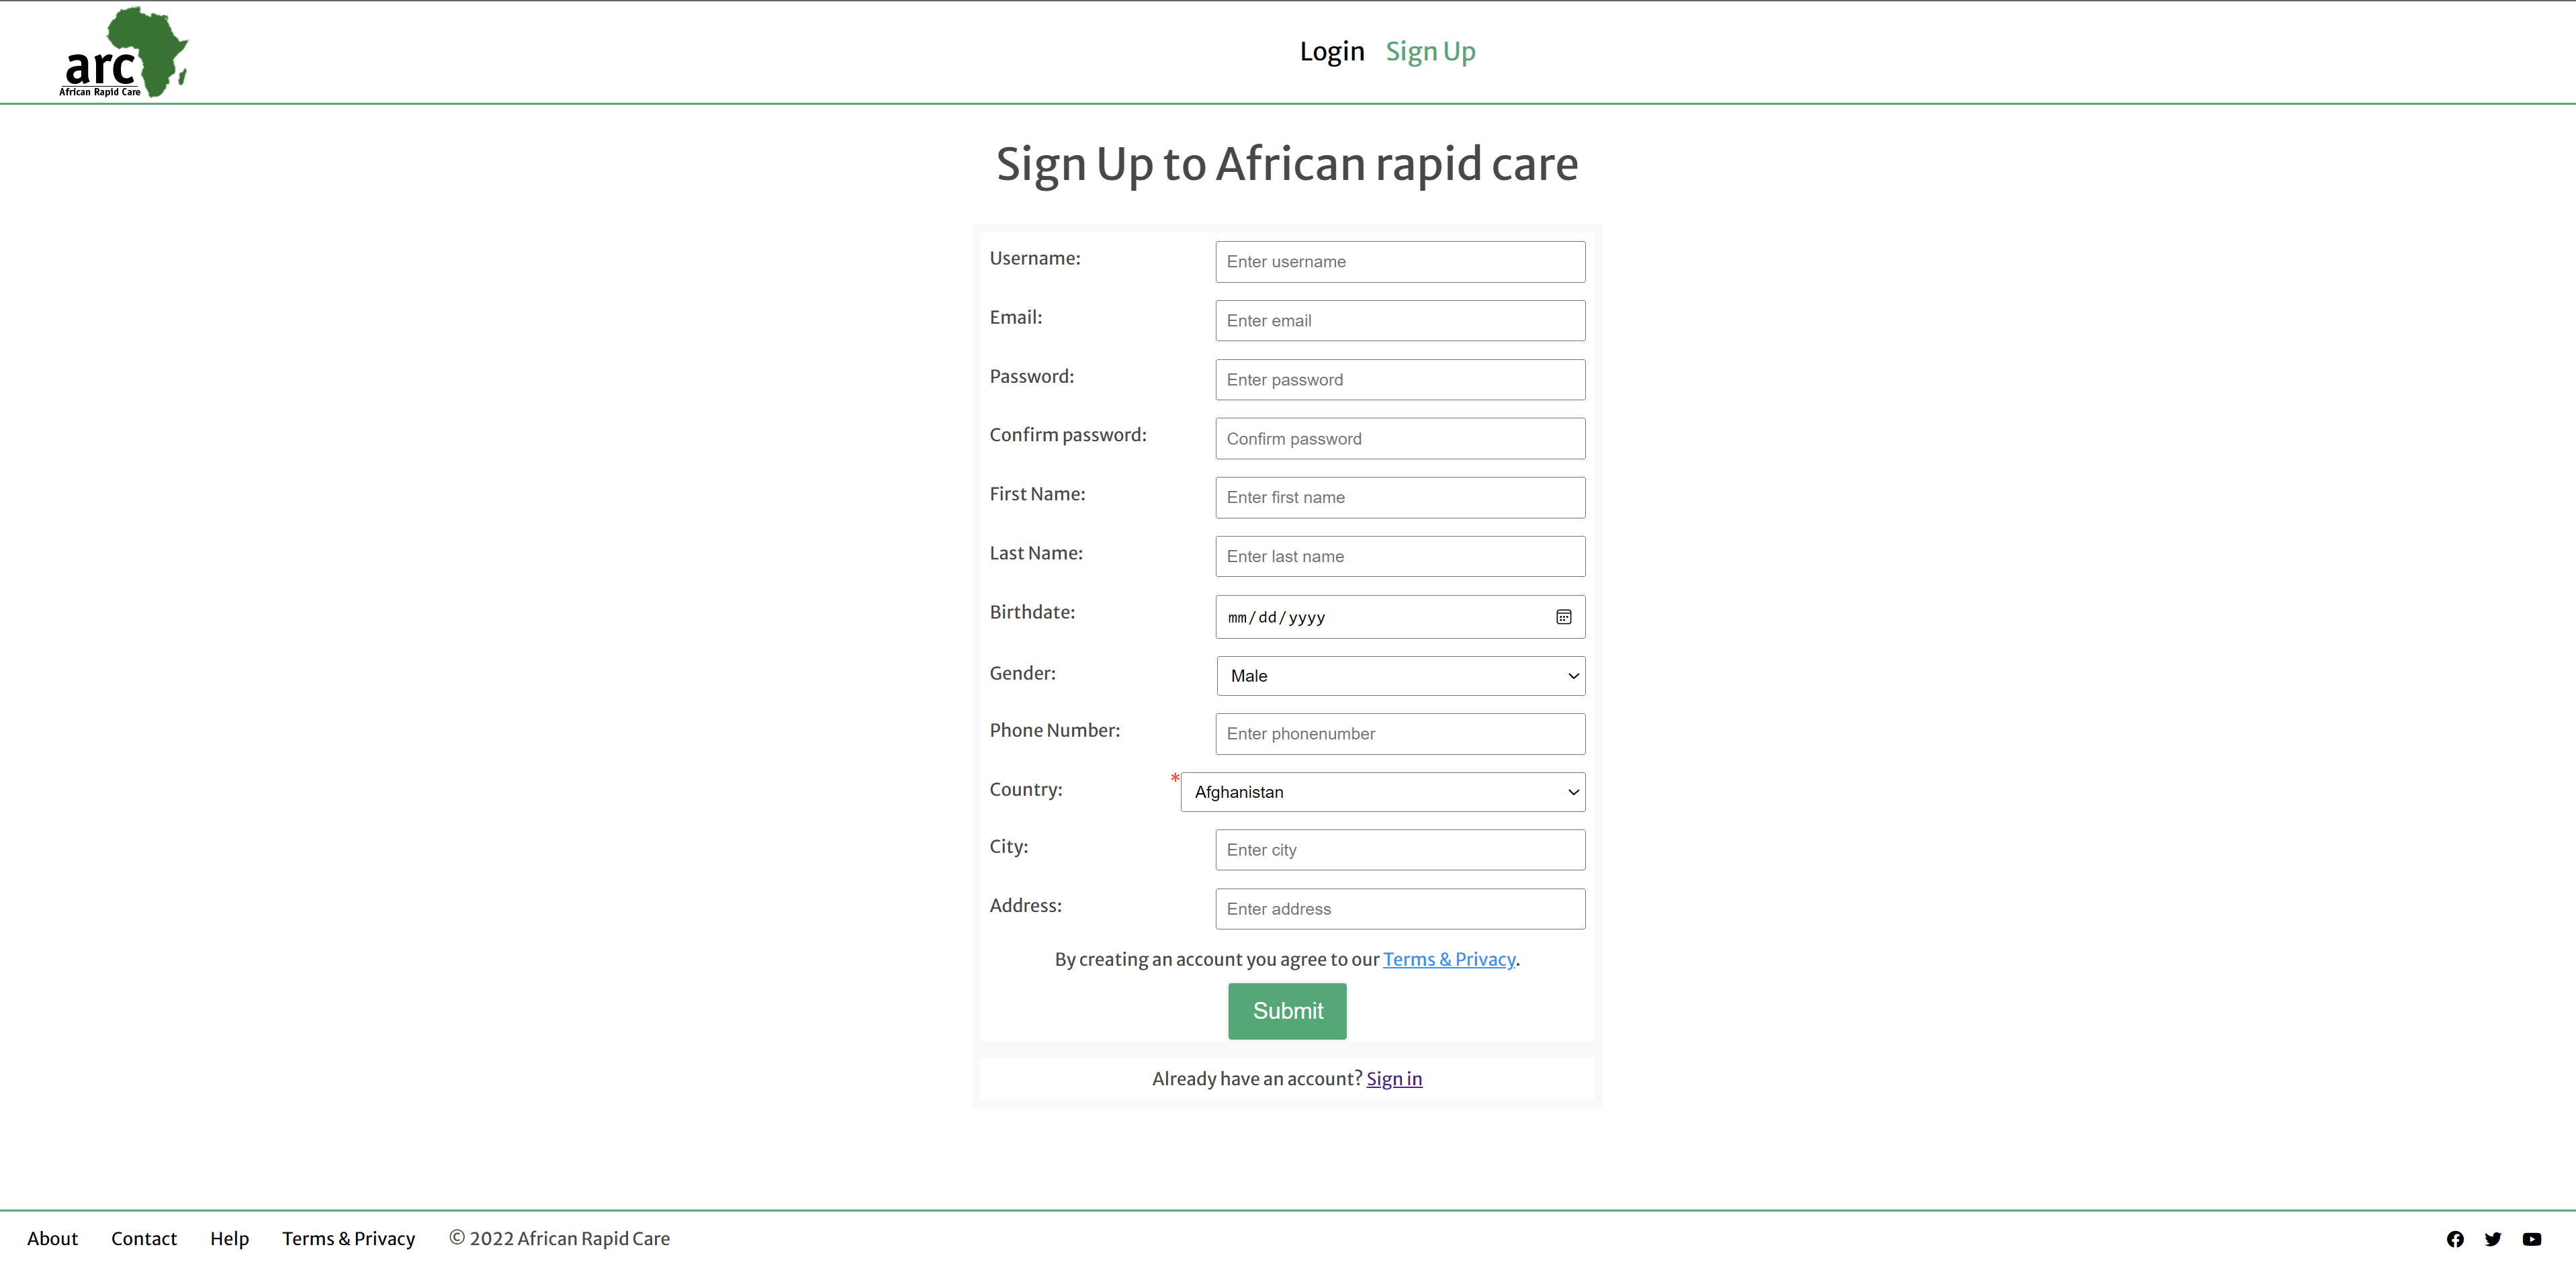 arc
African Rapid Care
Login Sign Up
Sign Up to African rapid care
Username: Enter username
Email: Enter email
Password: Enter password
Confirm password: Confirm password
First Name: Enter first name
Last Name: Enter last name
Birthdate: mm/dd/yyyy
Gender: Male
Phone Number: Enter phonenumber
Country: * Afghanistan
City: Enter city
Address: Enter address
By creating an account you agree to our Terms & Privacy.
Submit
Already have an account? Sign in
About Contact Help Terms & Privacy © 2022 African Rapid Care